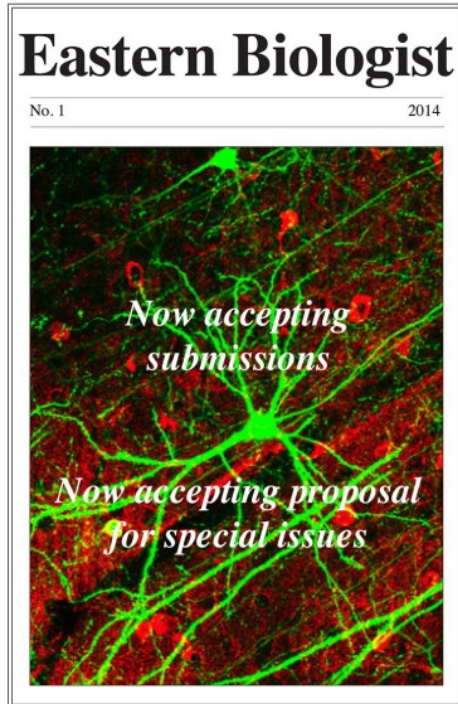 Eastern Biologist
No. 1 2014
Now accepting
submissions
Now accepting proposal
for special issues